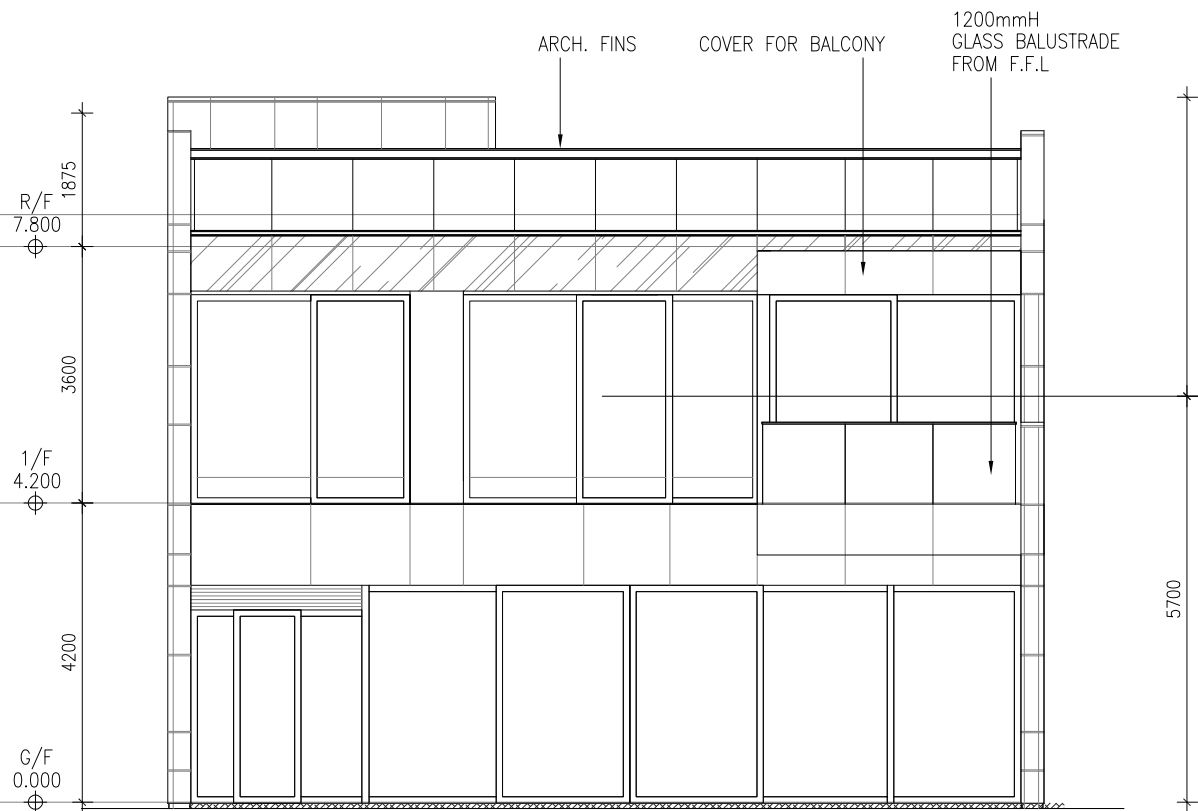 1200mmH
GLASS BALUSTRADE
FROM F.F.L
ARCH. FINS
COVER FOR BALCONY
1875
R/F
7.800
3600
1/F
4.200
5700
4200
G/F
0.000